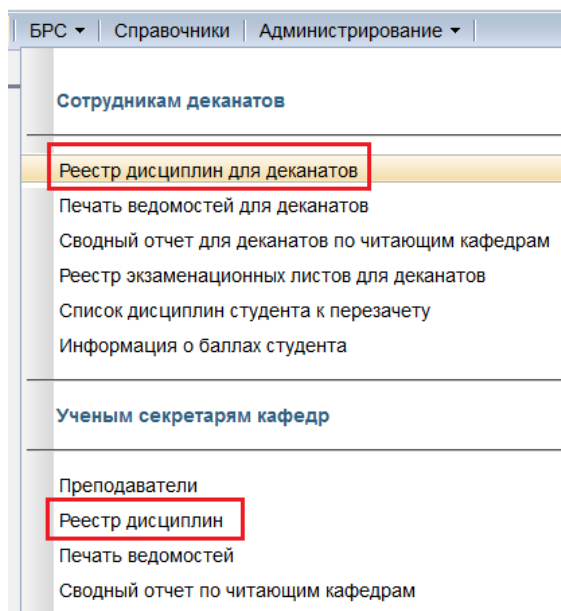 БРС Справочники Администрирование
Сотрудникам деканатов
Реестр дисциплин для деканатов
Печать ведомостей для деканатов
Сводный отчет для деканатов по читающим кафедрам
Реестр экзаменационных листов для деканатов
Список дисциплин студента к перезачету
Информация о баллах студента
Ученым секретарям кафедр
Преподаватели
Реестр дисциплин
Печать ведомостей
Сводный отчет по читающим кафедрам